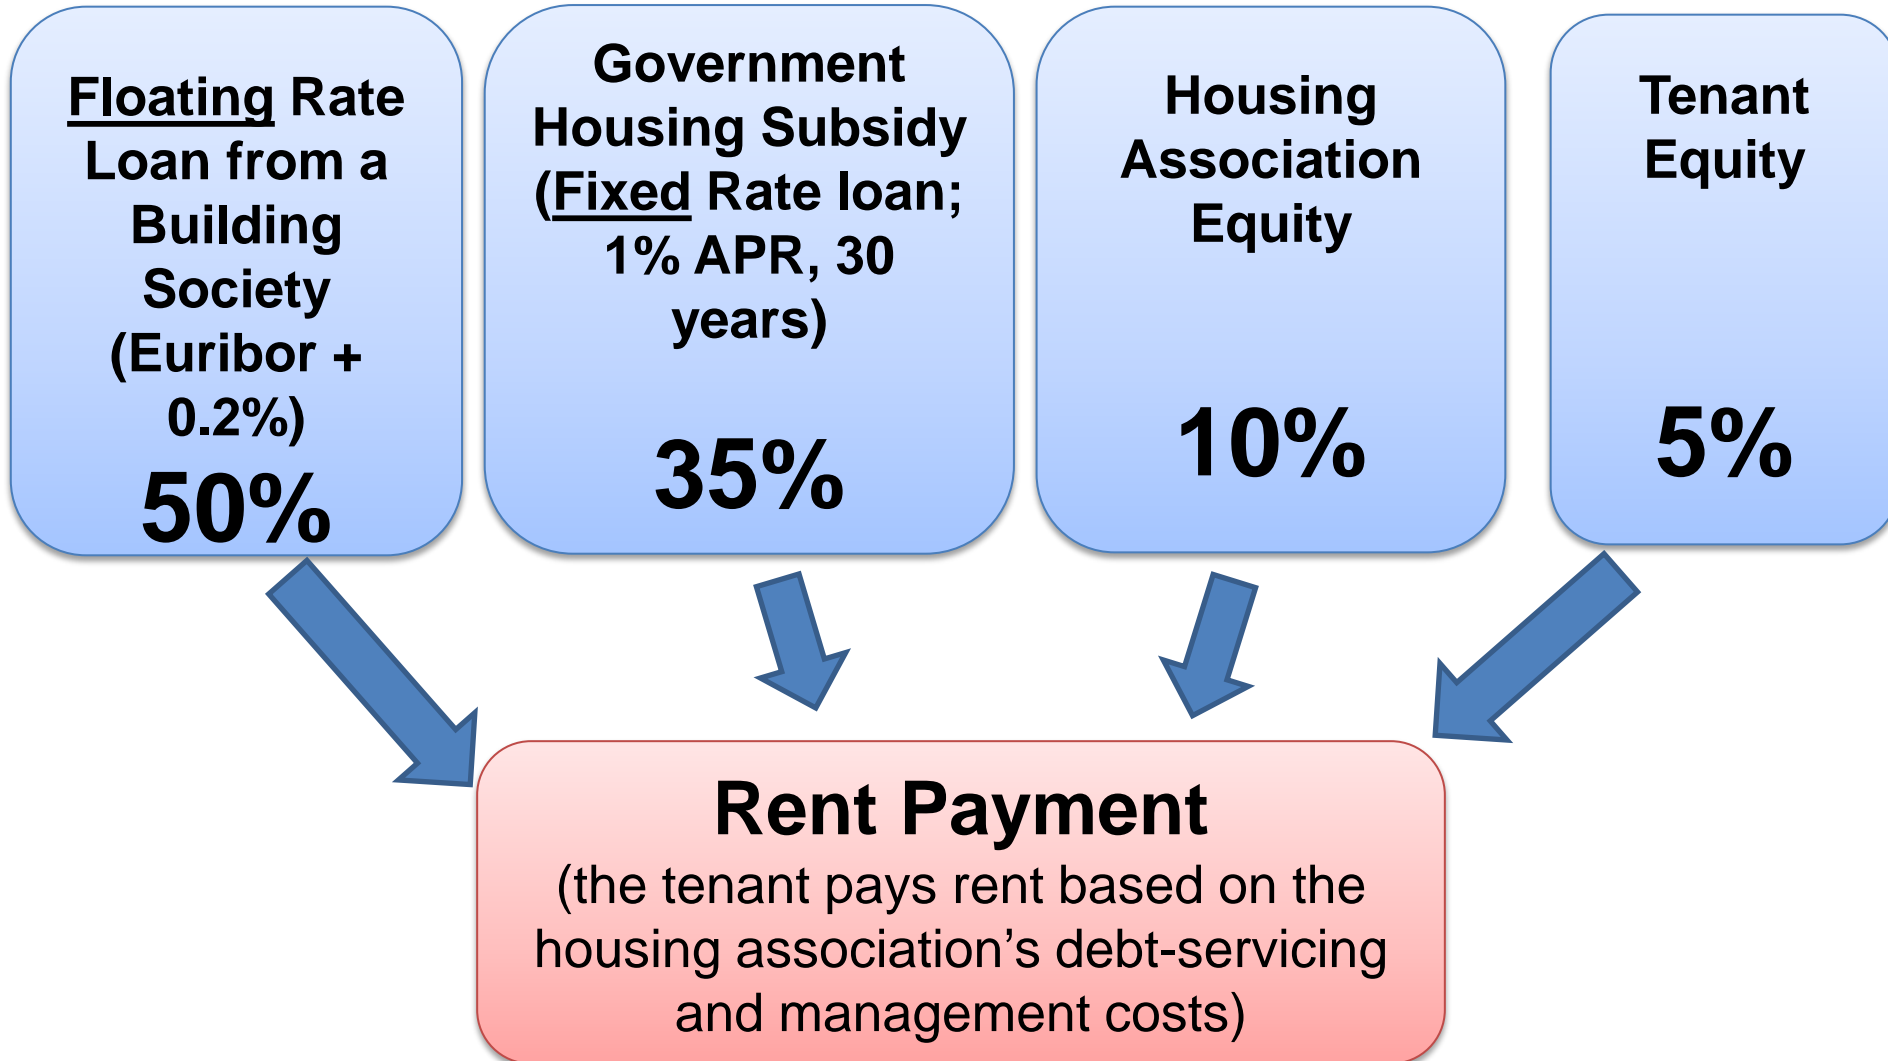 Floating Rate
Loan from a
Building
Society
(Euribor +
0.2%)
50%
Government
Housing Subsidy
(Fixed Rate loan;
1% APR, 30
years)
35%
Housing
Association
Equity
10%
Tenant
Equity
5%
Rent Payment
(the tenant pays rent based on the
housing association’s debt-servicing
and management costs)